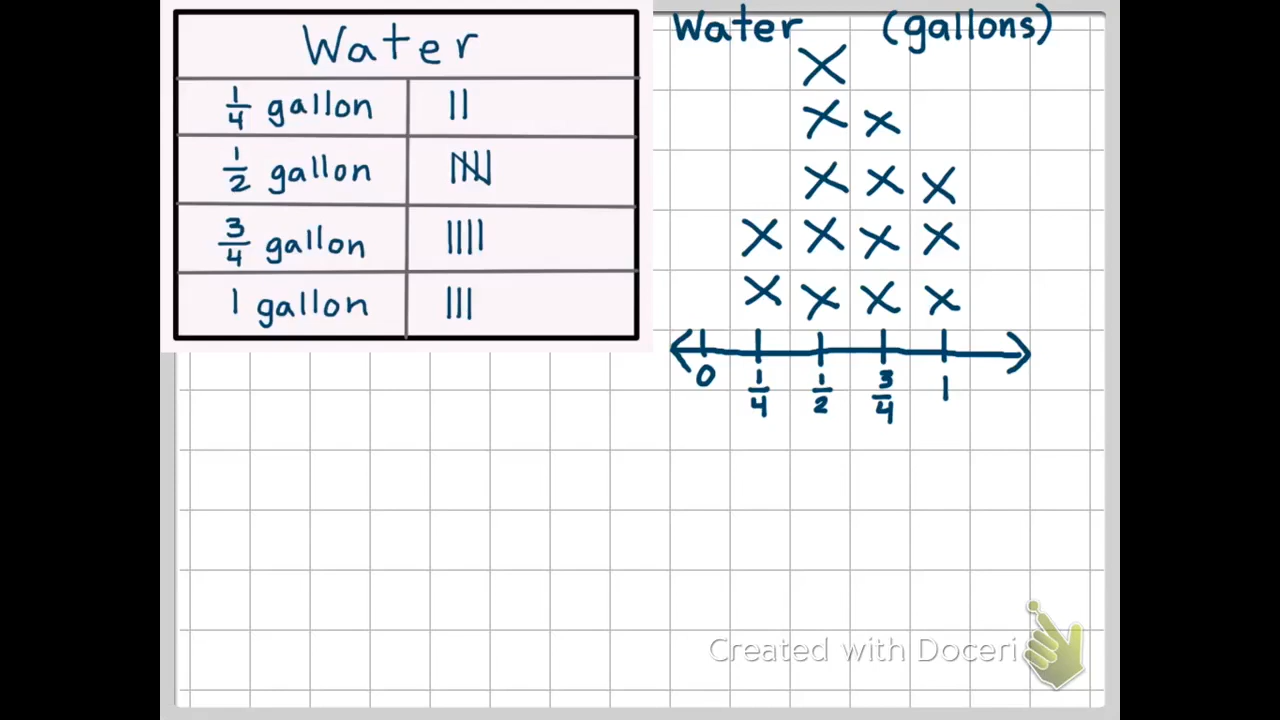 Water
1/4 gallon ||
1/2 gallon 𝍸
3/4 gallon ||||
1 gallon |||
Water (gallons)
0 1/4 1/2 3/4 1
Created with Doceri